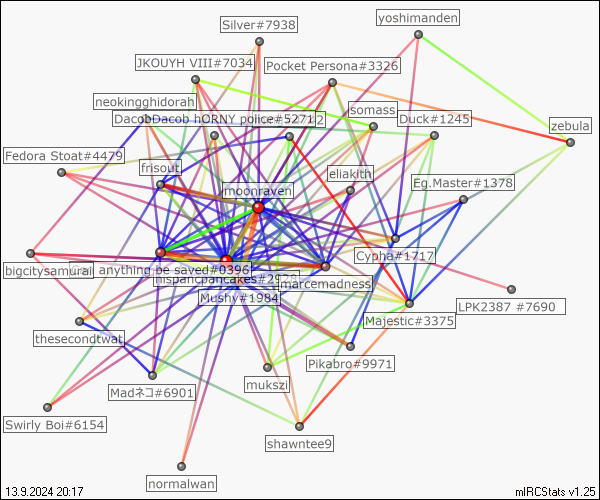 yoshimanden
Silver#7938
JKOUYH VIII#7034
Pocket Persona#3326
neokingghidorah
somass
DacobDacob hORNY police#5271
Duck#1245
zebula
Fedora Stoat#4479
frisout
eliakith
moonraven
Eg.Master#1378
Cypha#1717
bigcitysamurai
anything be saved#0396
marcemadness
Mushy#1984
LPK2387 #7690
Majestic#3375
thesecondtwat
Pikabro#9971
Madネコ#6901
mukszi
Swirly Boi#6154
shawntee9
normalwan
13.9.2024 20:17
mIRCStats v1.25